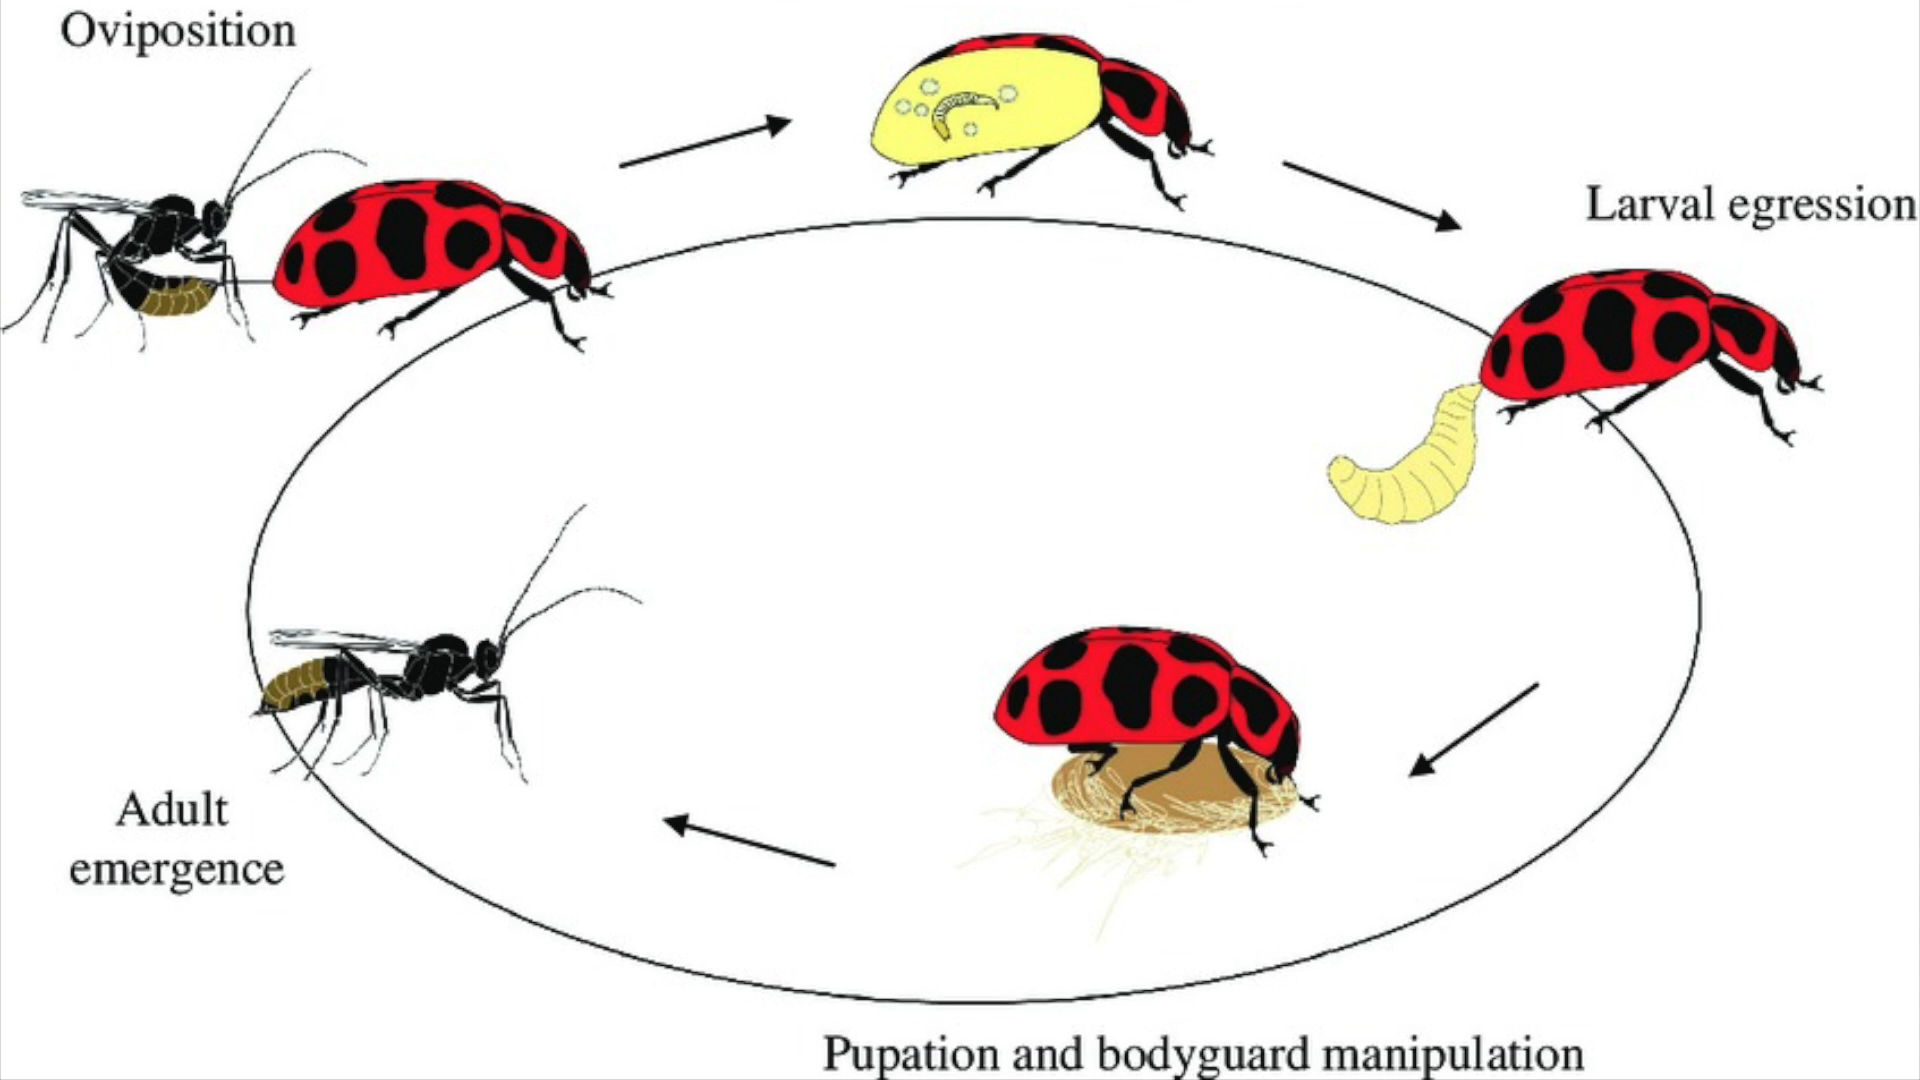 Oviposition
Larval egression
Adult
emergence
Pupation and bodyguard manipulation